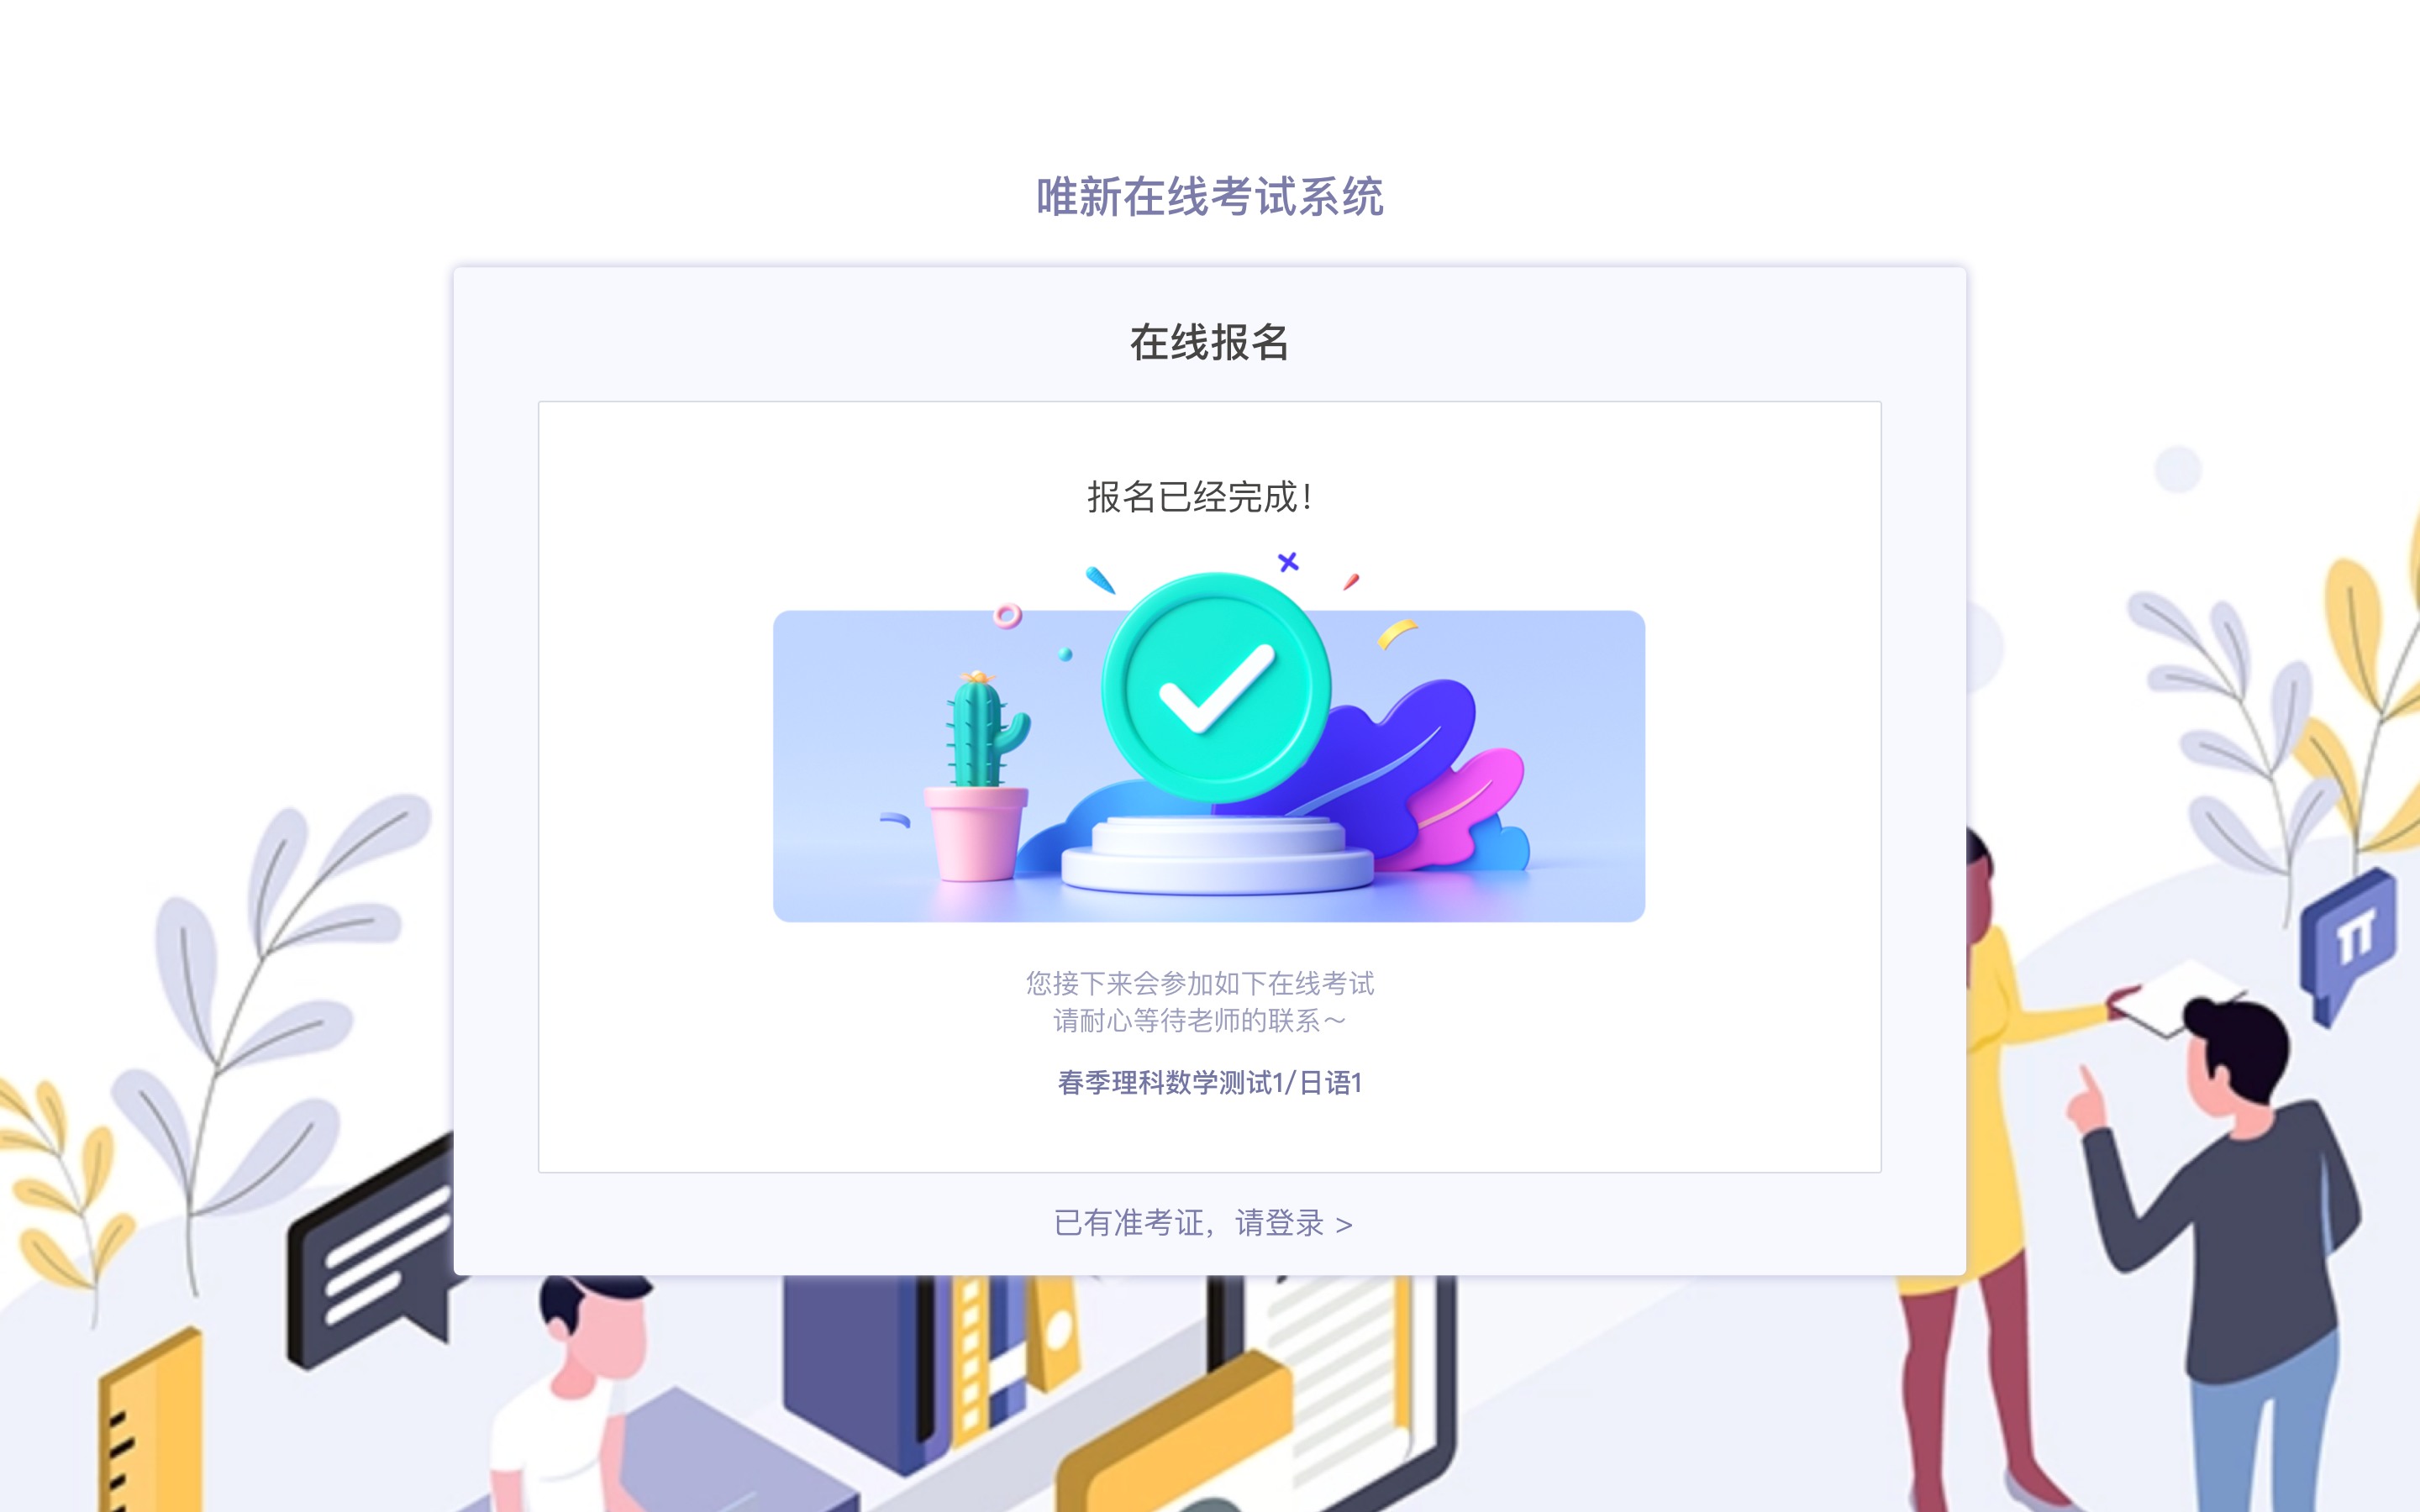 唯新在线考试系统
在线报名
报名已经完成！
您接下来会参加如下在线考试
请耐心等待老师的联系～
春季理科数学测试1/日语1
已有准考证，请登录 >